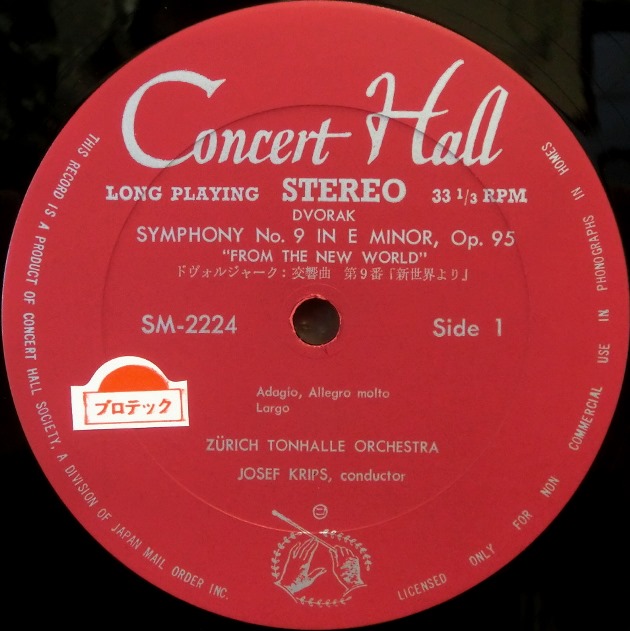 Concert Hall
LONG PLAYING STEREO 33 1/3 RPM
DVORAK
SYMPHONY No. 9 IN E MINOR, Op. 95
"FROM THE NEW WORLD"
ドヴォルジャーク：交響曲 第9番『新世界より』
SM-2224 Side 1
プロテック
Adagio, Allegro molto
Largo
ZÜRICH TONHALLE ORCHESTRA
JOSEF KRIPS, conductor
THIS RECORD IS A PRODUCT OF CONCERT HALL SOCIETY, A DIVISION OF JAPAN MAIL ORDER INC.
LICENSED ONLY FOR NON COMMERCIAL USE IN PHONOGRAPHS IN HOMES